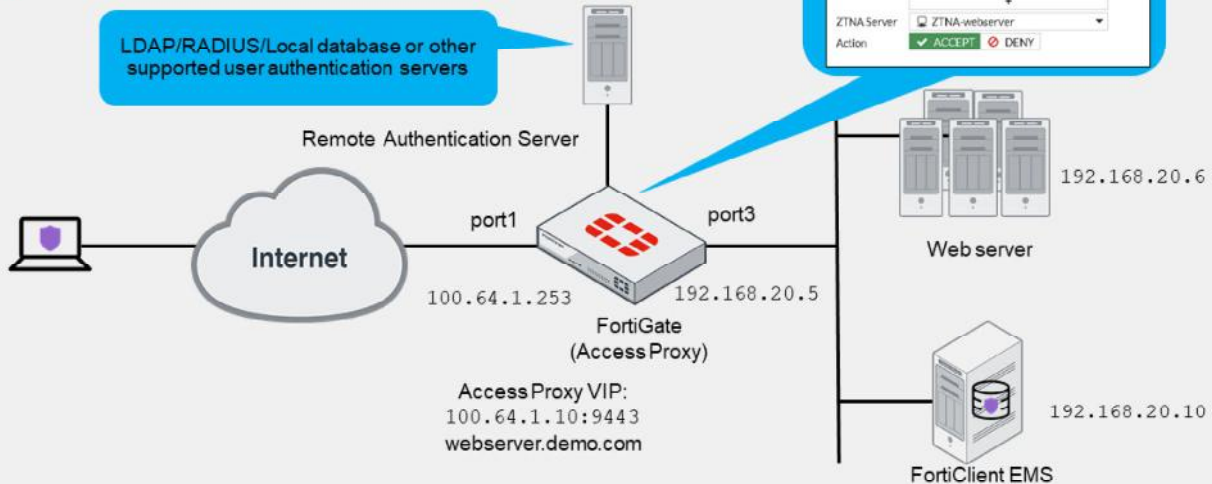 ZTNA Server ZTNA-webserver
Action ACCEPT DENY
LDAP/RADIUS/Local database or other
supported user authentication servers
Remote Authentication Server
192.168.20.6
port1
port3
Internet
Web server
100.64.1.253
192.168.20.5
FortiGate
(Access Proxy)
Access Proxy VIP:
100.64.1.10:9443
webserver.demo.com
192.168.20.10
FortiClient EMS